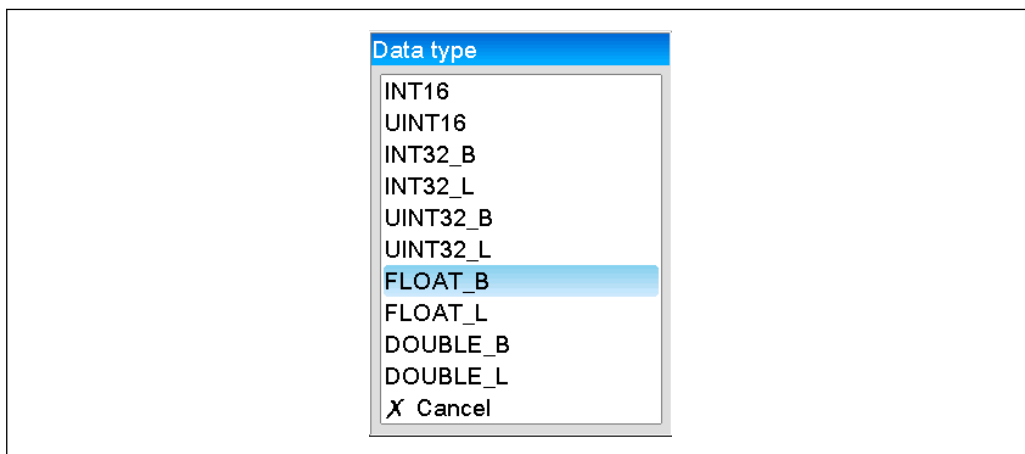 Data type
INT16
UINT16
INT32_B
INT32_L
UINT32_B
UINT32_L
FLOAT_B
FLOAT_L
DOUBLE_B
DOUBLE_L
X Cancel